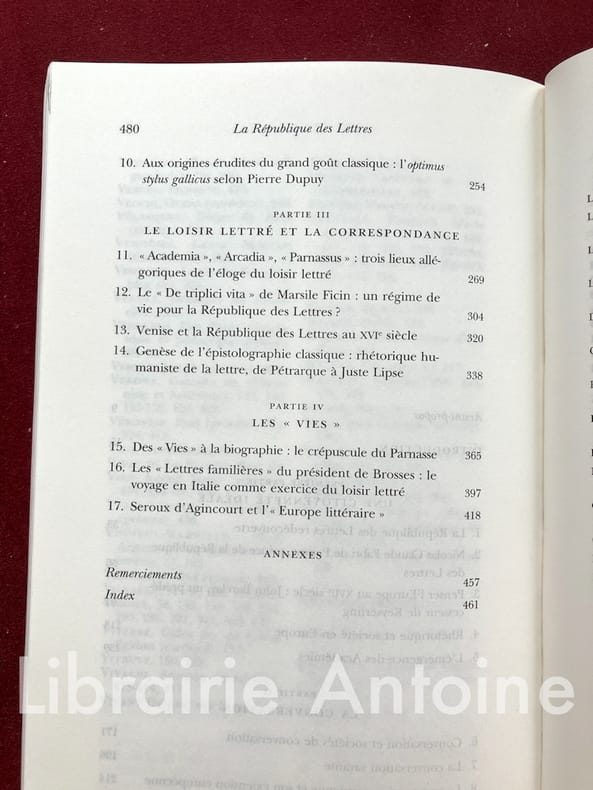 480 La République des Lettres
10. Aux origines érudites du grand goût classique : l'optimus
stylus gallicus selon Pierre Dupuy 254
PARTIE III
LE LOISIR LETTRÉ ET LA CORRESPONDANCE
11. « Academia », « Arcadia », « Parnassus » : trois lieux allé-
goriques de l'éloge du loisir lettré 269
12. Le « De triplici vita » de Marsile Ficin : un régime de
vie pour la République des Lettres ? 304
13. Venise et la République des Lettres au XVIe siècle 320
14. Genèse de l'épistolographie classique : rhétorique hu-
maniste de la lettre, de Pétrarque à Juste Lipse 338
PARTIE IV
LES « VIES »
15. Des « Vies » à la biographie : le crépuscule du Parnasse 365
16. Les « Lettres familières » du président de Brosses : le
voyage en Italie comme exercice du loisir lettré 397
17. Seroux d'Agincourt et l'« Europe littéraire » 418
ANNEXES
Remerciements 457
Index 461
Librairie Antoine